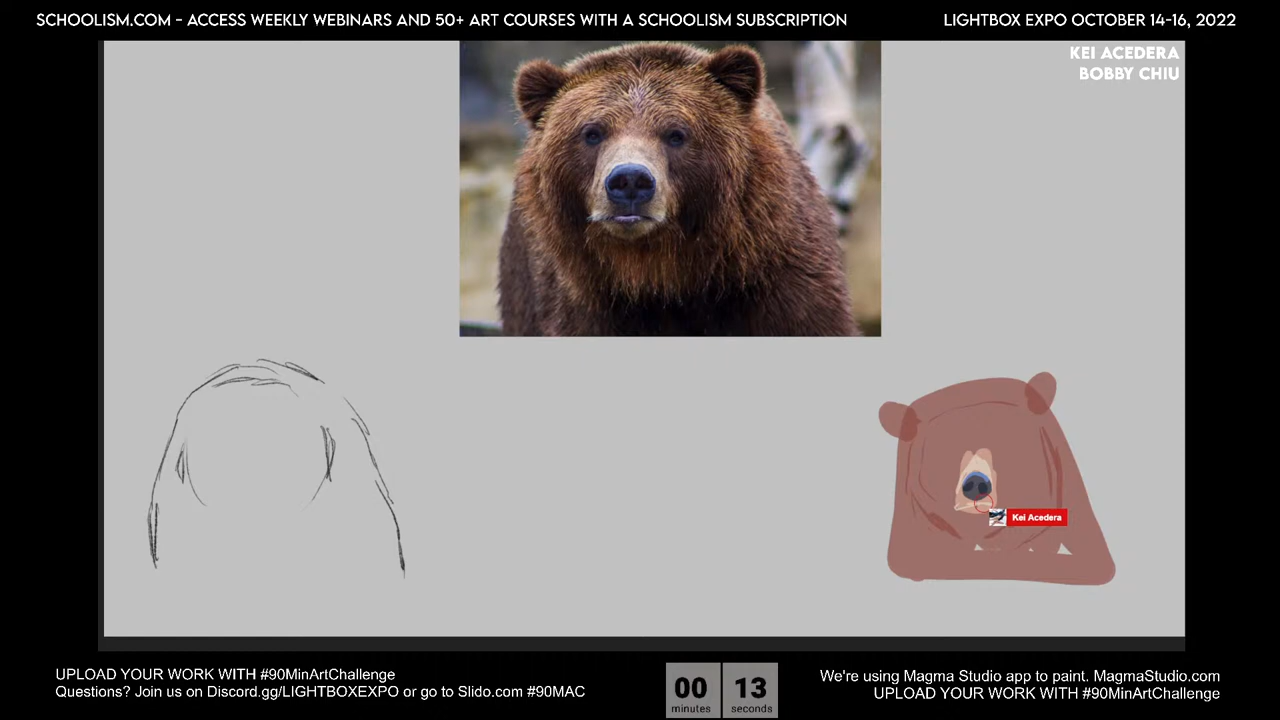 SCHOOLISM.COM – ACCESS WEEKLY WEBINARS AND 50+ ART COURSES WITH A SCHOOLISM SUBSCRIPTION
LIGHTBOX EXPO OCTOBER 14-16, 2022
KEI ACEDERA
BOBBY CHIU
Kei Acedera
UPLOAD YOUR WORK WITH #90MinArtChallenge
Questions? Join us on Discord.gg/LIGHTBOXEXPO or go to Slido.com #90MAC
00 13
minutes seconds
We're using Magma Studio app to paint. MagmaStudio.com
UPLOAD YOUR WORK WITH #90MinArtChallenge